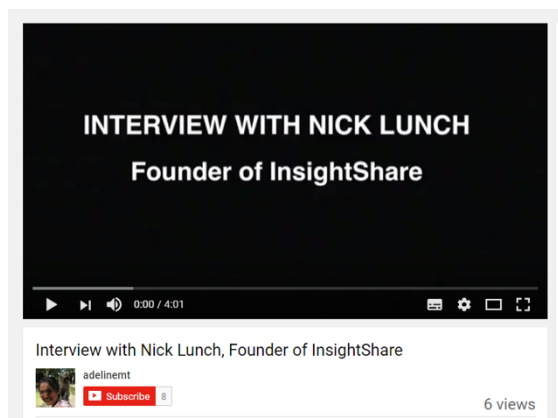 INTERVIEW WITH NICK LUNCH
Founder of InsightShare
0:00 / 4:01
Interview with Nick Lunch, Founder of InsightShare
adelinemt
Subscribe 8
6 views